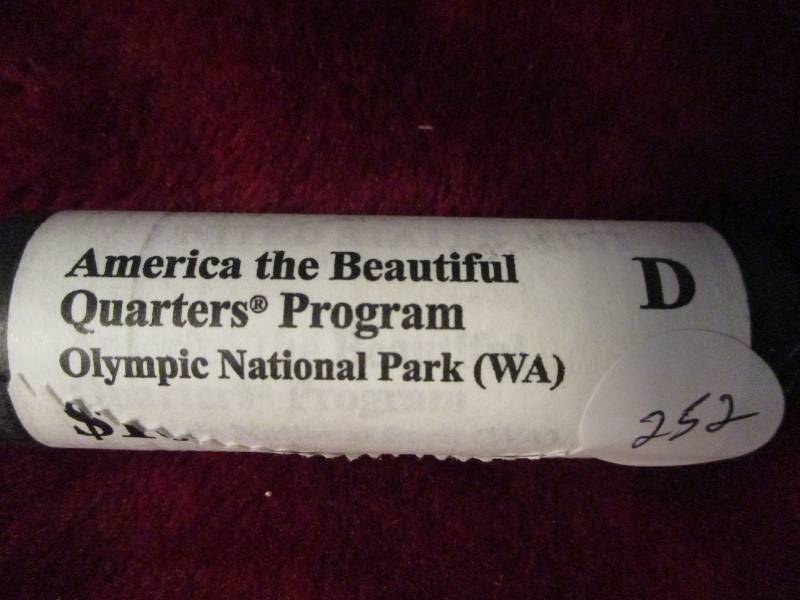 America the Beautiful
Quarters® Program
Olympic National Park (WA)
D
252